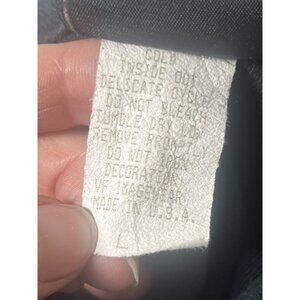 COLD
INSIDE OUT
DELICATE CYCLE
DO NOT BLEACH
TUMBLE DRY LOW
REMOVE PROMPTLY
DO NOT IRON
DECORATION
VF IMAGEWEAR
MADE IN U.S.A.
L